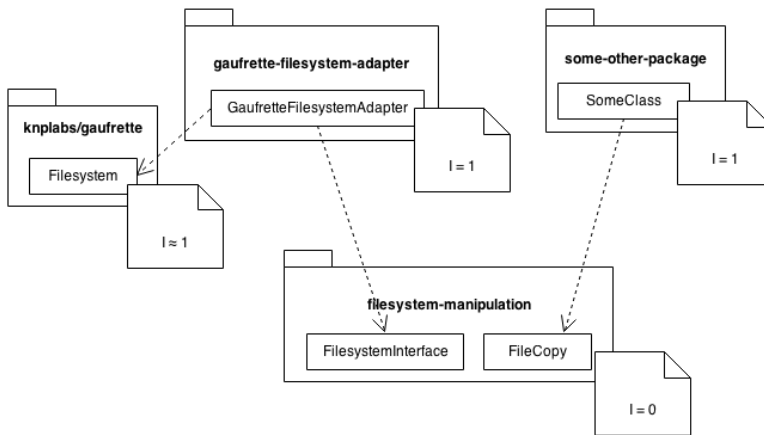 gaufrette-filesystem-adapter
GaufretteFilesystemAdapter
I = 1
some-other-package
SomeClass
I = 1
knplabs/gaufrette
Filesystem
I ≈ 1
filesystem-manipulation
FilesystemInterface
FileCopy
I = 0